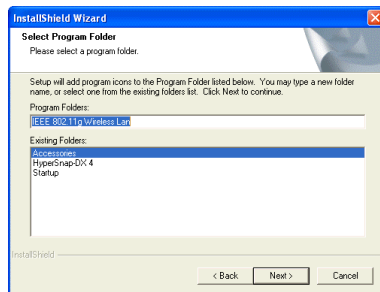 InstallShield Wizard
Select Program Folder
Please select a program folder.
Setup will add program icons to the Program Folder listed below. You may type a new folder
name, or select one from the existing folders list. Click Next to continue.
Program Folders:
IEEE 802.11g Wireless Lan
Existing Folders:
Accessories
HyperSnap-DX 4
Startup
InstallShield
< Back
Next >
Cancel